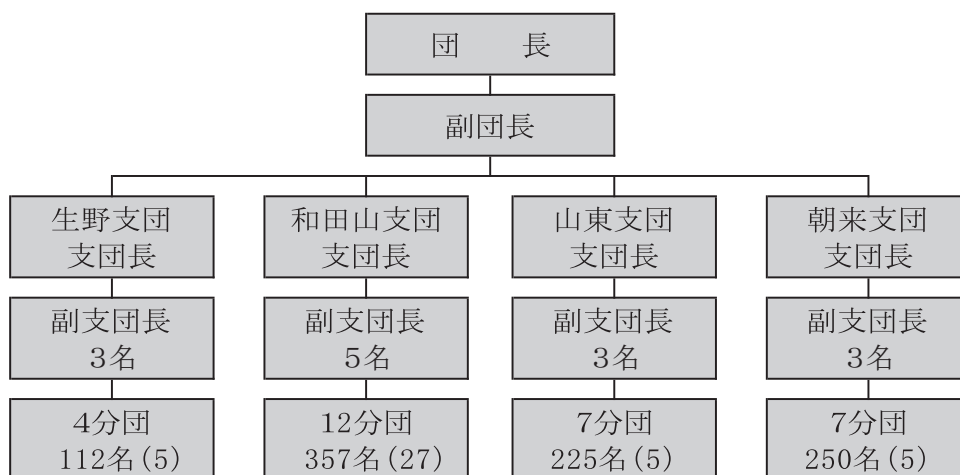 団　　長
副団長
生野支団
支団長
和田山支団
支団長
山東支団
支団長
朝来支団
支団長
副支団長
3名
副支団長
5名
副支団長
3名
副支団長
3名
4分団
112名(5)
12分団
357名(27)
7分団
225名(5)
7分団
250名(5)